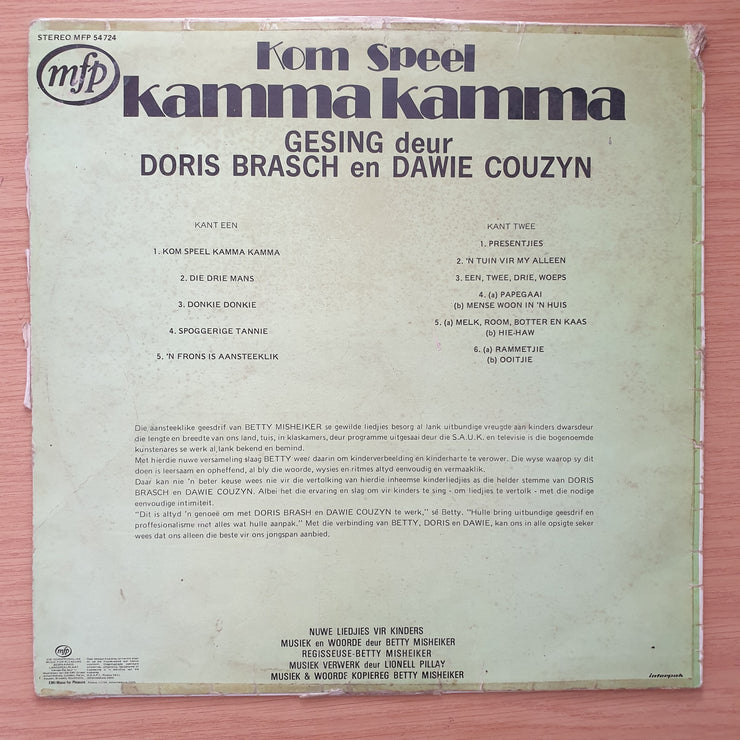 STEREO MFP 54724
mfp
Kom Speel
kamma kamma
GESING deur
DORIS BRASCH en DAWIE COUZYN
KANT EEN
1. KOM SPEEL KAMMA KAMMA
2. DIE DRIE MANS
3. DONKIE DONKIE
4. SPOGGERIGE TANNIE
5. 'N FRONS IS AANSTEEKLIK
KANT TWEE
1. PRESENTJIES
2. 'N TUIN VIR MY ALLEEN
3. EEN, TWEE, DRIE, WOEPS
4. (a) PAPEGAAI
(b) MENSE WOON IN 'N HUIS
5. (a) MELK, ROOM, BOTTER EN KAAS
(b) HIE-HAW
6. (a) RAMMETJIE
(b) OOITJIE
Die aansteeklike geesdrif van BETTY MISHEIKER se gewilde liedjies besorg al lank uitbundige vreugde aan kinders dwarsdeur
die lengte en breedte van ons land, tuis, in klaskamers, deur programme uitgesaai deur die S.A.U.K. en televisie is die bogenoemde
kunstenares se werk al lank bekend en bemind.
Met hierdie nuwe versameling slaag BETTY weer daarin om kinderverbeelding en kinderharte te verower. Die wyse waarop sy dit
doen is leersaam en opheffend, al bly die woorde, wysies en ritmes altyd eenvoudig en vermaaklik.
Daar kan nie 'n beter keuse wees nie vir die vertolking van hierdie inheemse kinderliedjies as die helder stemme van DORIS
BRASCH en DAWIE COUZYN. Albei het die ervaring en slag om vir kinders te sing - om liedjies te vertolk - met die nodige
eenvoudige intimiteit.
"Dit is altyd 'n genoeë om met DORIS BRASH en DAWIE COUZYN te werk," sê Betty. "Hulle bring uitbundige geesdrif en
proffesionalisme met alles wat hulle aanpak." Met die verbinding van BETTY, DORIS en DAWIE, kan ons in alle opsigte seker
wees dat ons alleen die beste vir ons jongspan aanbied.
NUWE LIEDJIES VIR KINDERS
MUSIEK en WOORDE deur BETTY MISHEIKER
REGISSEUSE-BETTY MISHEIKER
MUSIEK VERWERK deur LIONELL PILLAY
MUSIEK & WOORDE KOPIEREG BETTY MISHEIKER
mfp
EMI Music for Pleasure
interpak